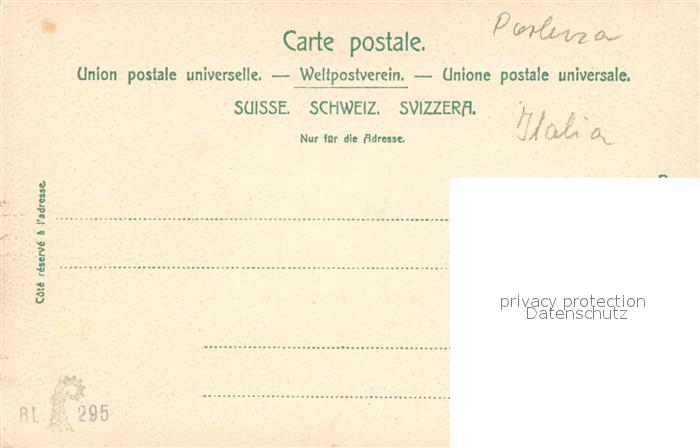 Porlezza
Carte postale.
Union postale universelle. — Weltpostverein. — Unione postale universale.
SUISSE. SCHWEIZ. SVIZZERA.
Italia
Nur für die Adresse.
Côté réservé à l'adresse.
privacy protection
Datenschutz
BL 295